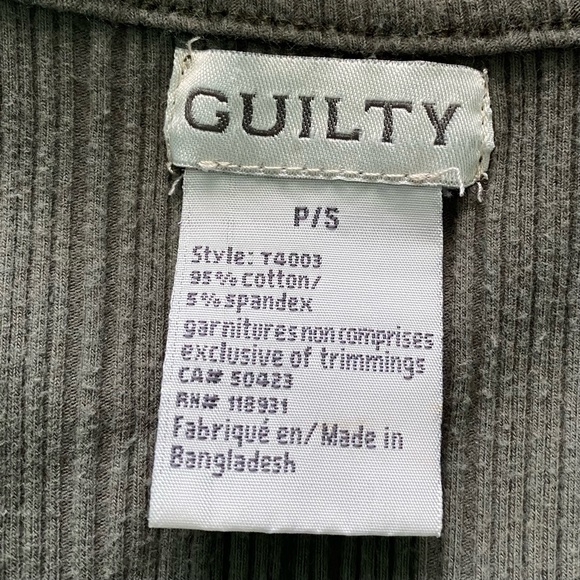 GUILTY
P/S
Style: T4003
95% cotton/
5% spandex
garnitures non comprises
exclusive of trimmings
CA# 50423
RN# 118931
Fabriqué en/ Made in
Bangladesh